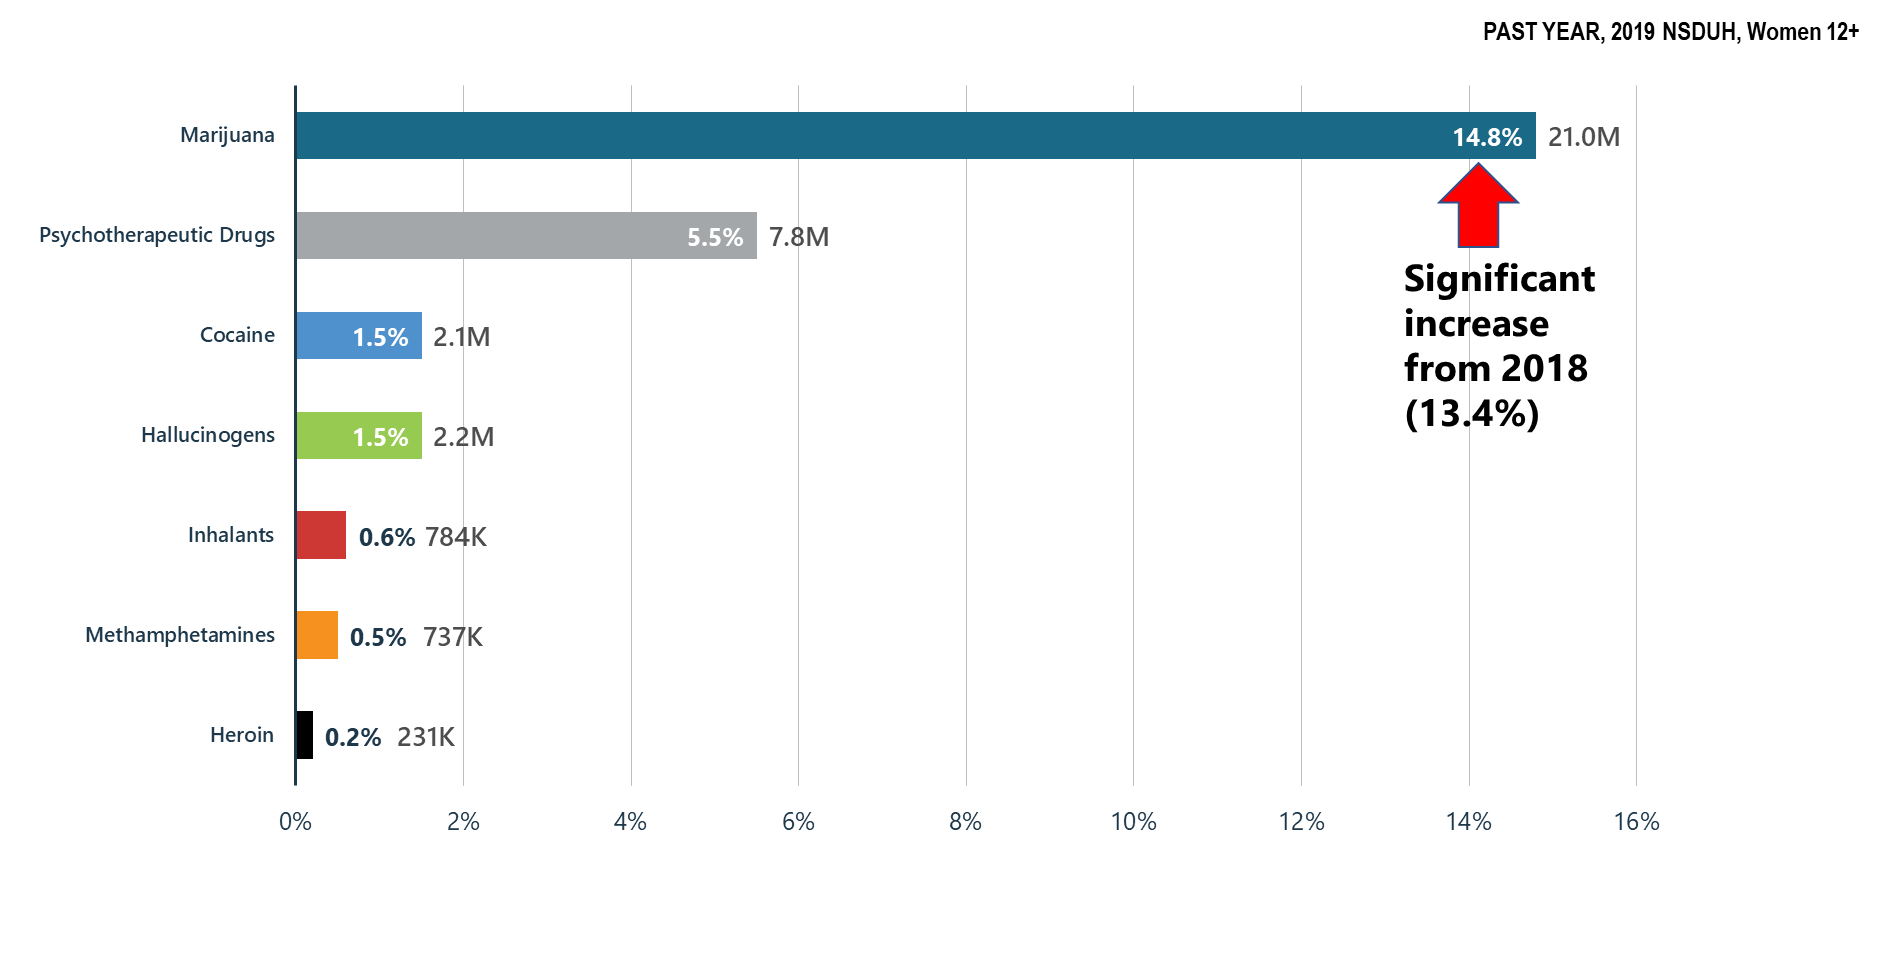 PAST YEAR, 2019 NSDUH, Women 12+
Marijuana 14.8% 21.0M
Psychotherapeutic Drugs 5.5% 7.8M
Significant
increase
from 2018
(13.4%)
Cocaine 1.5% 2.1M
Hallucinogens 1.5% 2.2M
Inhalants 0.6% 784K
Methamphetamines 0.5% 737K
Heroin 0.2% 231K
0% 2% 4% 6% 8% 10% 12% 14% 16%